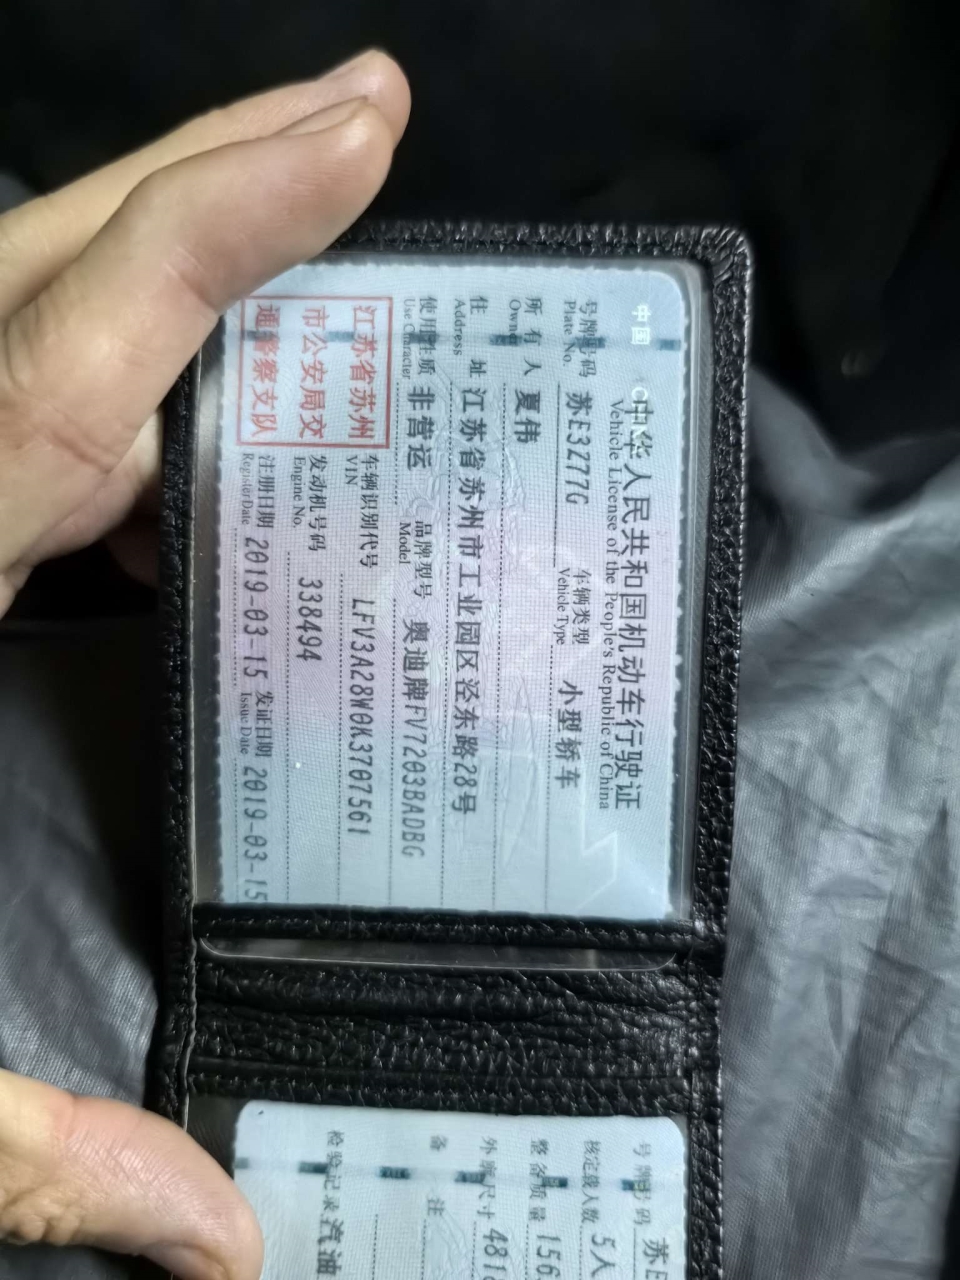 中国
中华人民共和国机动车行驶证
Vehicle License of the People's Republic of China
号牌号码 苏E3277G 车辆类型 小型轿车
Plate No. Vehicle Type
所有人 夏伟
Owner
住址 江苏省苏州市工业园区泾东路28号
Address
使用性质 非营运 品牌型号 奥迪牌FV7203BADBG
Use Character Model
江苏省苏州
市公安局交
通警察支队
车辆识别代号 LFV3A28W0K3707561
VIN
发动机号码 338494
Engine No.
注册日期 2019-03-15 发证日期 2019-03-15
Register Date Issue Date
号牌号码 苏E
核定载人数 5人
整备质量 156
外廓尺寸 481
备注
检验记录 汽油